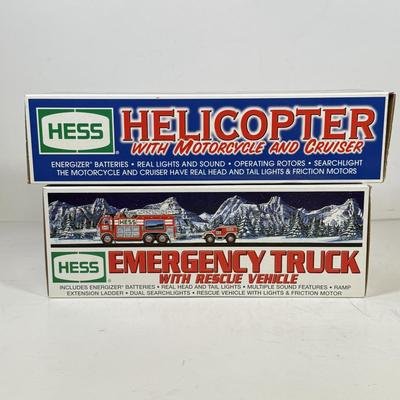 HESS
HELICOPTER
WITH MOTORCYCLE AND CRUISER
ENERGIZER BATTERIES • REAL LIGHTS AND SOUND • OPERATING ROTORS • SEARCHLIGHT
THE MOTORCYCLE AND CRUISER HAVE REAL HEAD AND TAIL LIGHTS & FRICTION MOTORS
HESS
HESS
EMERGENCY TRUCK
WITH RESCUE VEHICLE
INCLUDES ENERGIZER BATTERIES • REAL HEAD AND TAIL LIGHTS • MULTIPLE SOUND FEATURES • RAMP
EXTENSION LADDER • DUAL SEARCHLIGHTS • RESCUE VEHICLE WITH LIGHTS & FRICTION MOTOR